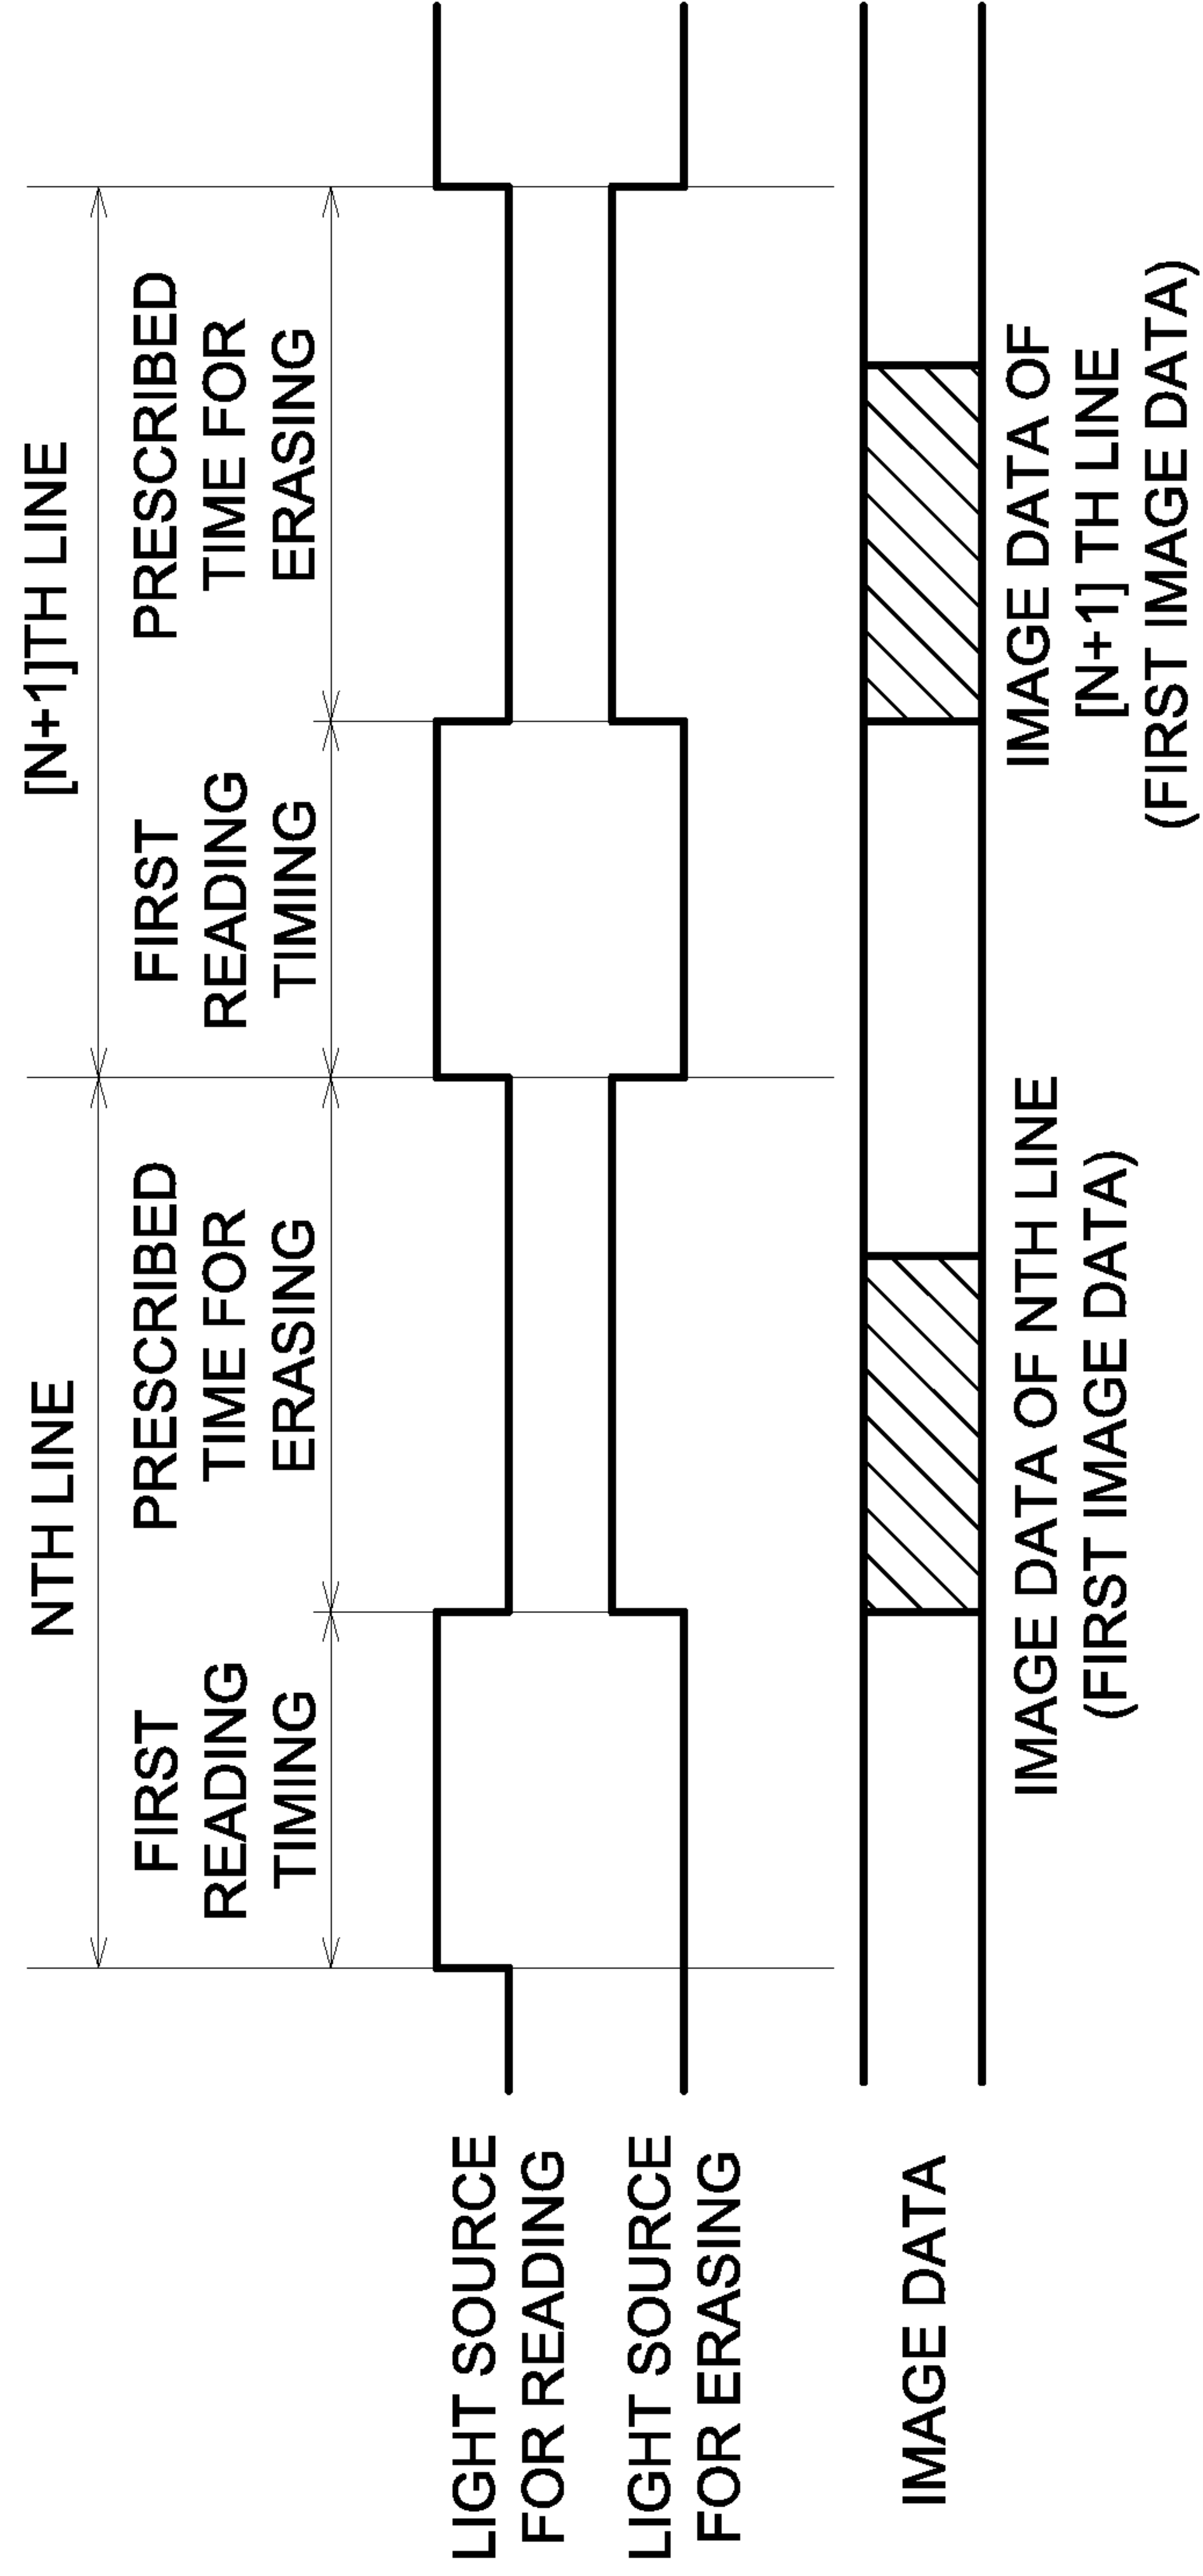 NTH LINE
[N+1]TH LINE
FIRST
READING
TIMING
PRESCRIBED
TIME FOR
ERASING
FIRST
READING
TIMING
PRESCRIBED
TIME FOR
ERASING
LIGHT SOURCE
FOR READING
LIGHT SOURCE
FOR ERASING
IMAGE DATA
IMAGE DATA OF NTH LINE
(FIRST IMAGE DATA)
IMAGE DATA OF
[N+1] TH LINE
(FIRST IMAGE DATA)